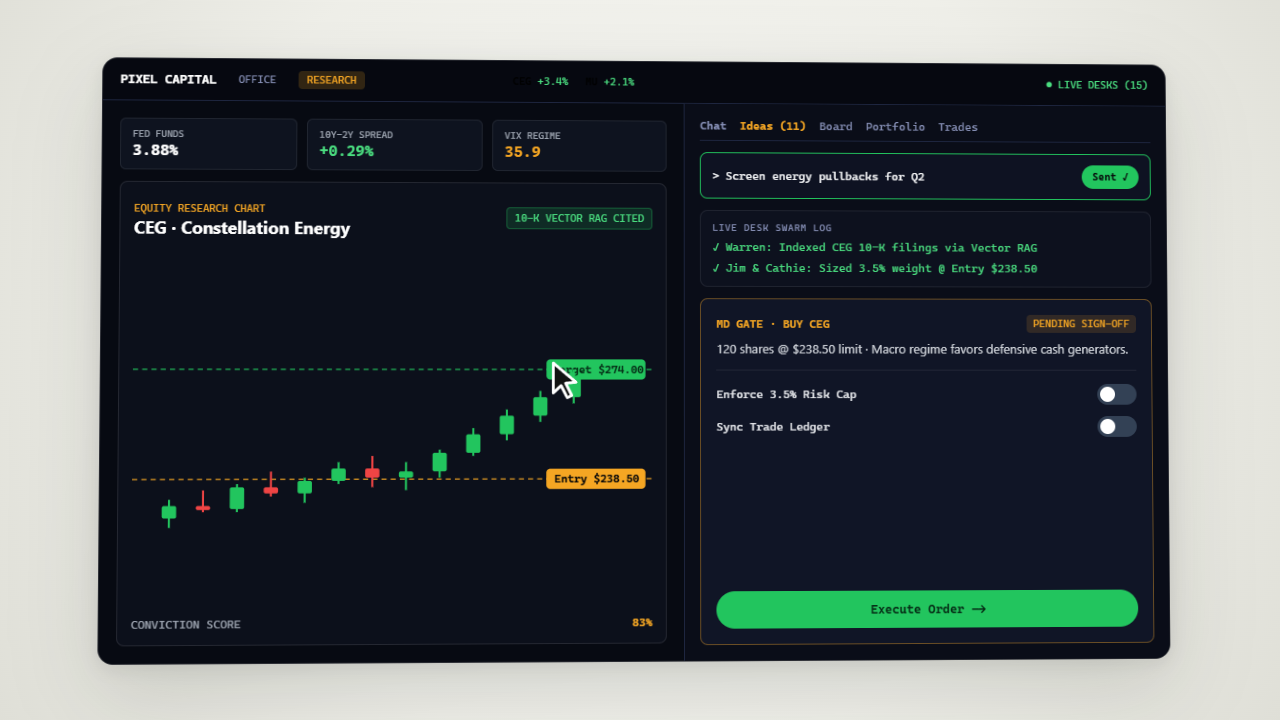 PIXEL CAPITAL OFFICE RESEARCH
CEG +3.4% +2.1%
● LIVE DESKS (15)
FED FUNDS
3.88%
10Y-2Y SPREAD
+0.29%
VIX REGIME
35.9
EQUITY RESEARCH CHART
CEG · Constellation Energy
10-K VECTOR RAG CITED
$274.00
Entry $238.50
CONVICTION SCORE
83%
Chat Ideas (11) Board Portfolio Trades
> Screen energy pullbacks for Q2
Sent ✓
LIVE DESK SWARM LOG
✓ Warren: Indexed CEG 10-K filings via Vector RAG
✓ Jim & Cathie: Sized 3.5% weight @ Entry $238.50
MD GATE · BUY CEG
PENDING SIGN-OFF
120 shares @ $238.50 limit · Macro regime favors defensive cash generators.
Enforce 3.5% Risk Cap
Sync Trade Ledger
Execute Order →